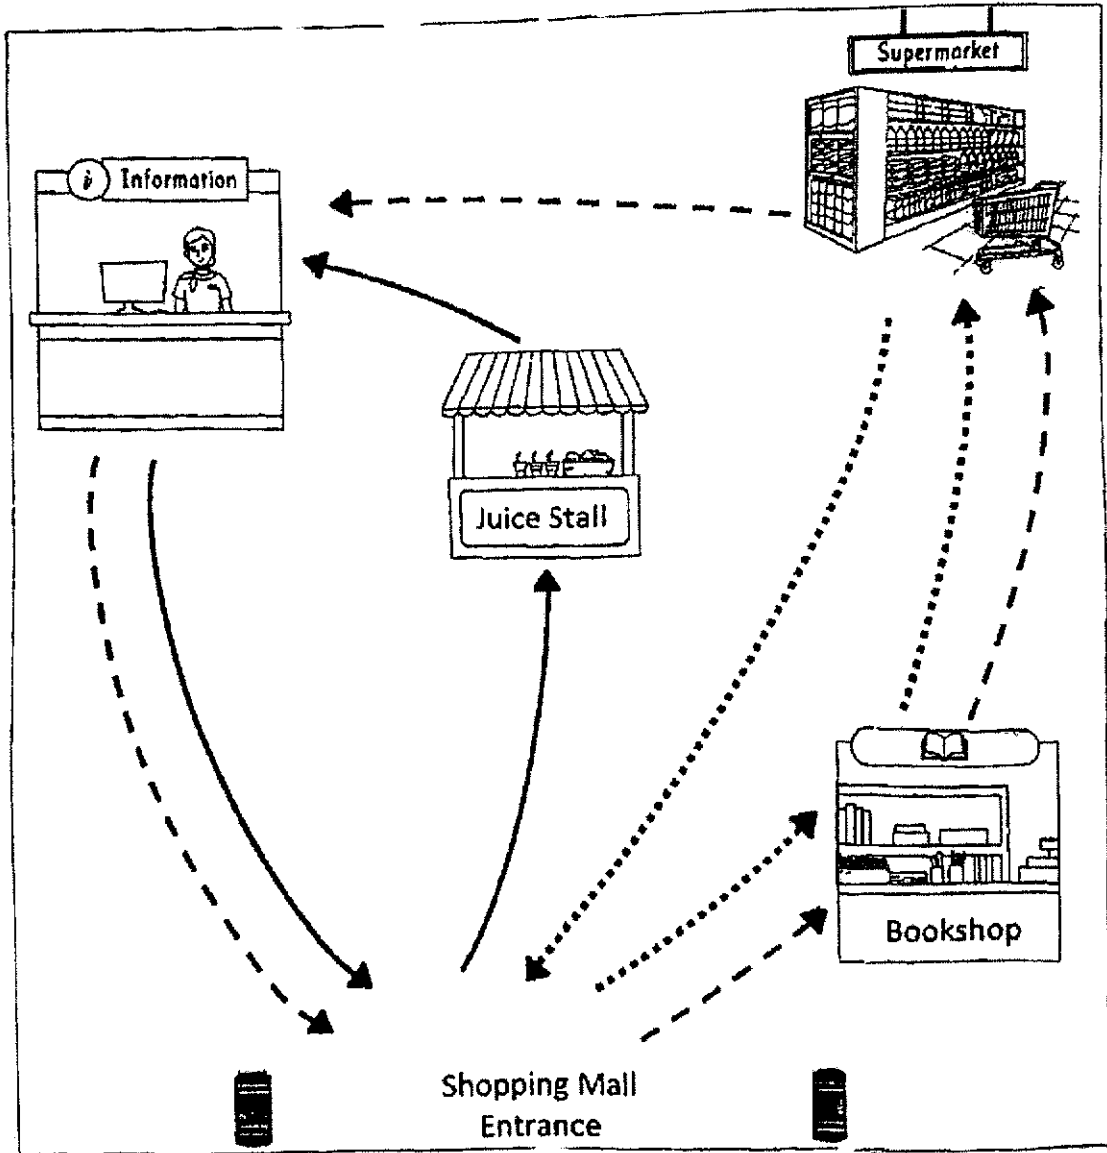 Supermarket
i Information
Juice Stall
Bookshop
Shopping Mall
Entrance